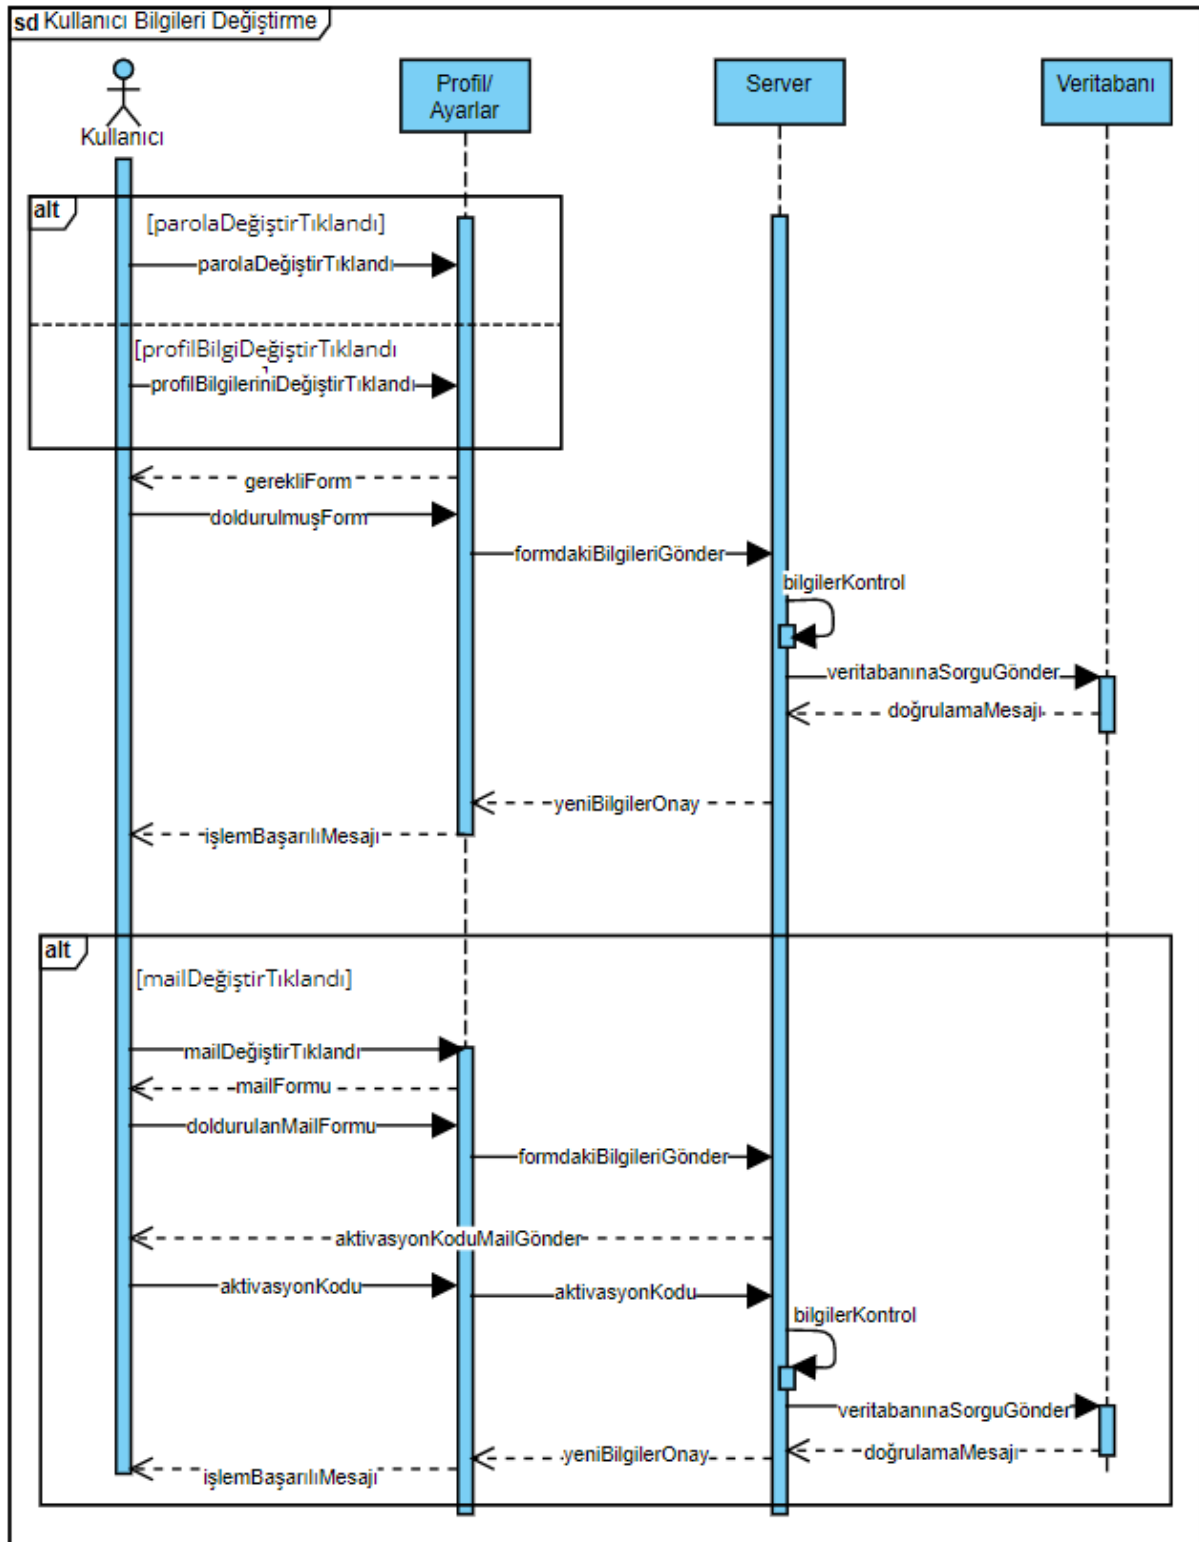 sd Kullanıcı Bilgileri Değiştirme
Kullanıcı
Profil/
Ayarlar
Server
Veritabanı
alt
[parolaDeğiştirTıklandı]
parolaDeğiştirTıklandı
[profilBilgiDeğiştirTıklandı
profilBilgileriniDeğiştirTıklandı
gerekliForm
doldurulmuşForm
formdakiBilgileriGönder
bilgilerKontrol
veritabanınaSorguGönder
doğrulamaMesajı
yeniBilgilerOnay
işlemBaşarılıMesajı
alt
[mailDeğiştirTıklandı]
mailDeğiştirTıklandı
mailFormu
doldurulanMailFormu
formdakiBilgileriGönder
aktivasyonKoduMailGönder
aktivasyonKodu
aktivasyonKodu
bilgilerKontrol
veritabanınaSorguGönder
doğrulamaMesajı
yeniBilgilerOnay
işlemBaşarılıMesajı